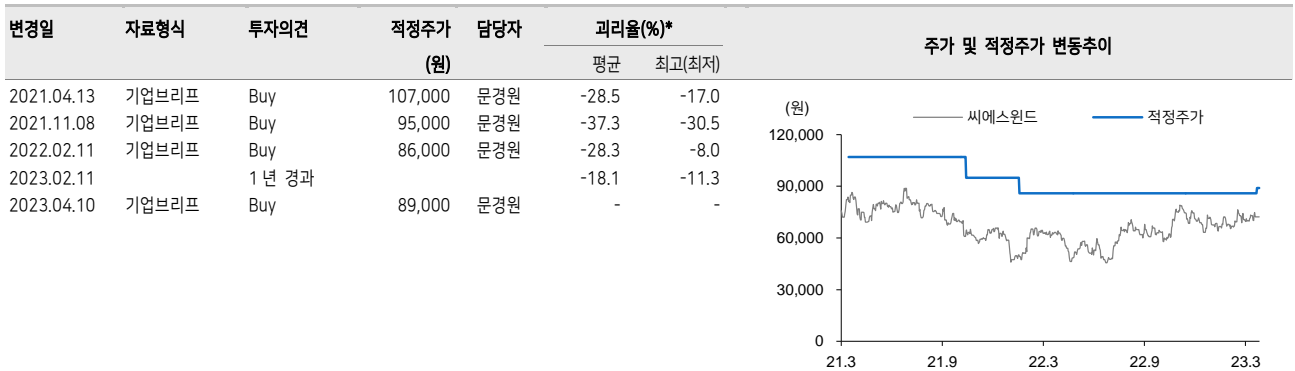 변경일 자료형식 투자의견 적정주가 담당자 괴리율(%)* 주가 및 적정주가 변동추이
(원) 평균 최고(최저)
2021.04.13 기업브리프 Buy 107,000 문경원 -28.5 -17.0
2021.11.08 기업브리프 Buy 95,000 문경원 -37.3 -30.5
2022.02.11 기업브리프 Buy 86,000 문경원 -28.3 -8.0
2023.02.11 1년 경과 -18.1 -11.3
2023.04.10 기업브리프 Buy 89,000 문경원 - -
(원)
씨에스윈드 적정주가
120,000
90,000
60,000
30,000
0
21.3 21.9 22.3 22.9 23.3